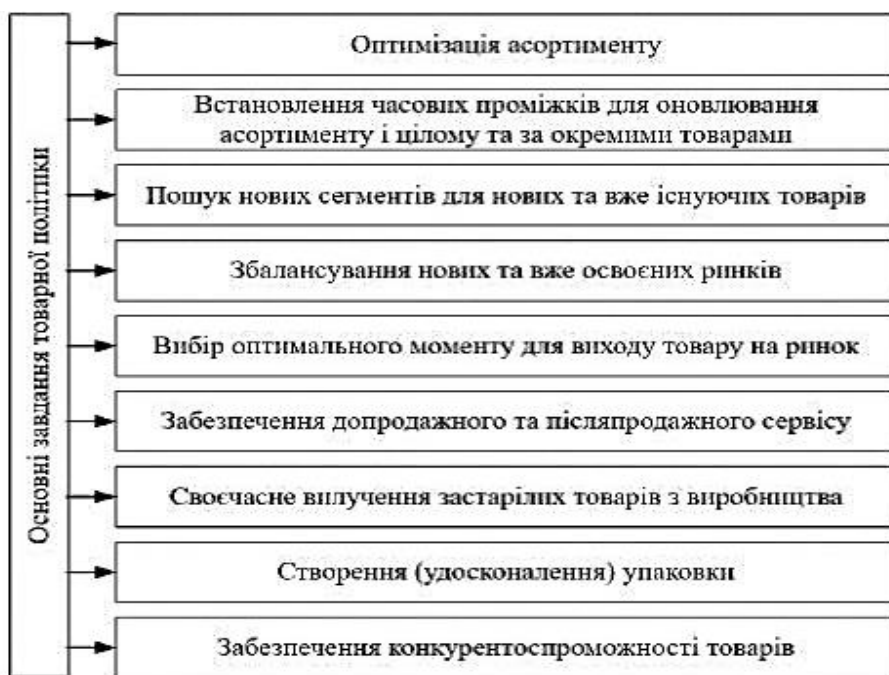 Основні завдання товарної політики
Оптимізація асортименту
Встановлення часових проміжків для оновлювання
асортименту і цілому та за окремими товарами
Пошук нових сегментів для нових та вже існуючих товарів
Збалансування нових та вже освоєних ринків
Вибір оптимального моменту для виходу товару на ринок
Забезпечення допродажного та післяпродажного сервісу
Своєчасне вилучення застарілих товарів з виробництва
Створення (удосконалення) упаковки
Забезпечення конкурентоспроможності товарів